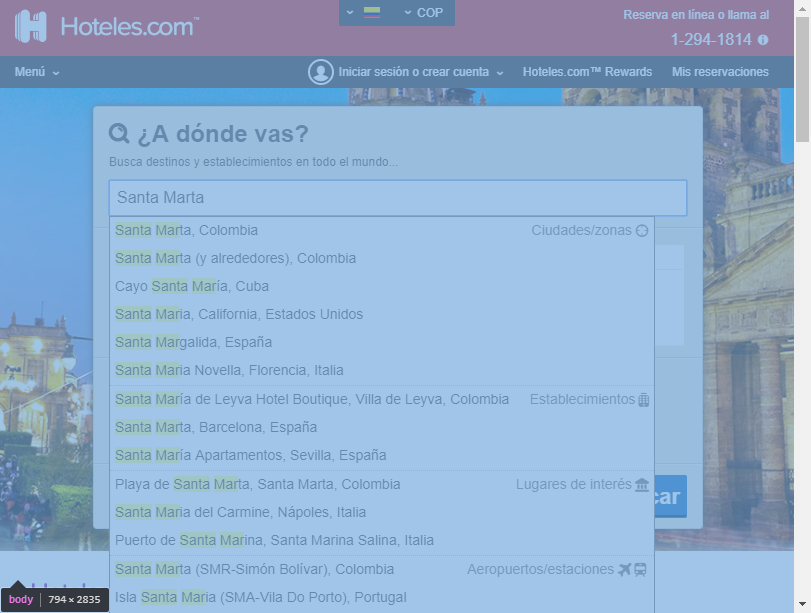 Hoteles.com™
COP
Reserva en línea o llama al
1-294-1814
Menú
Iniciar sesión o crear cuenta
Hoteles.com™ Rewards
Mis reservaciones
¿A dónde vas?
Busca destinos y establecimientos en todo el mundo...
Santa Marta
Santa Marta, Colombia
Ciudades/zonas
Santa Marta (y alrededores), Colombia
Cayo Santa María, Cuba
Santa Maria, California, Estados Unidos
Santa Margalida, España
Santa Maria Novella, Florencia, Italia
Santa María de Leyva Hotel Boutique, Villa de Leyva, Colombia
Establecimientos
Santa Marta, Barcelona, España
Santa María Apartamentos, Sevilla, España
Playa de Santa Marta, Santa Marta, Colombia
Lugares de interés
car
Santa Maria del Carmine, Nápoles, Italia
Puerto de Santa Marina, Santa Marina Salina, Italia
Santa Marta (SMR-Simón Bolívar), Colombia
Aeropuertos/estaciones
Isla Santa Maria (SMA-Vila Do Porto), Portugal
body 794 × 2835